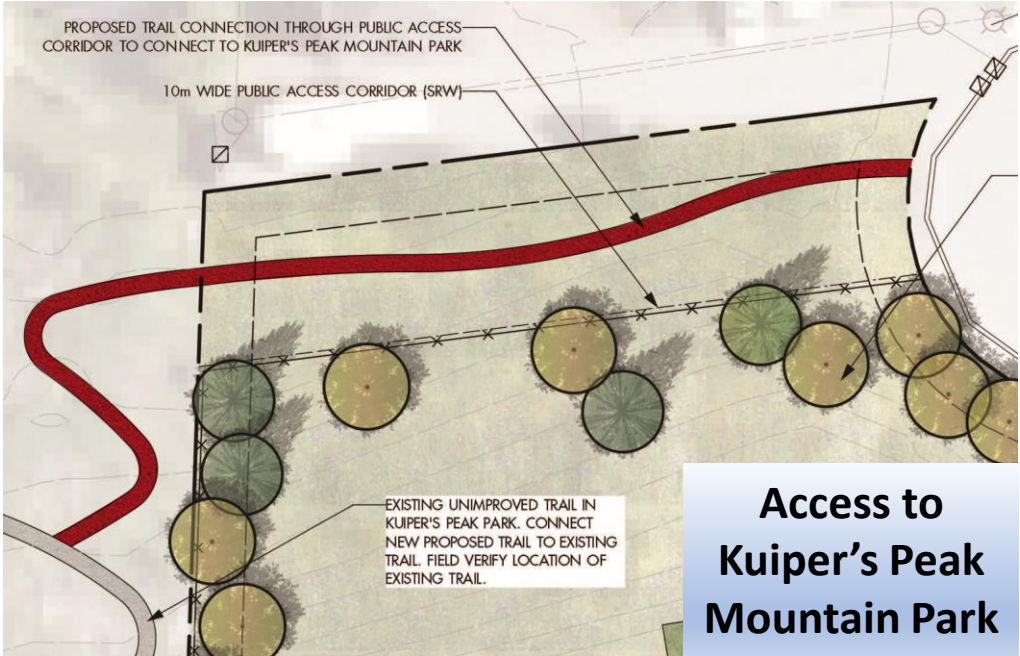 PROPOSED TRAIL CONNECTION THROUGH PUBLIC ACCESS
CORRIDOR TO CONNECT TO KUIPER'S PEAK MOUNTAIN PARK
10m WIDE PUBLIC ACCESS CORRIDOR (SRW)
EXISTING UNIMPROVED TRAIL IN
KUIPER'S PEAK PARK. CONNECT
NEW PROPOSED TRAIL TO EXISTING
TRAIL. FIELD VERIFY LOCATION OF
EXISTING TRAIL.
Access to
Kuiper’s Peak
Mountain Park